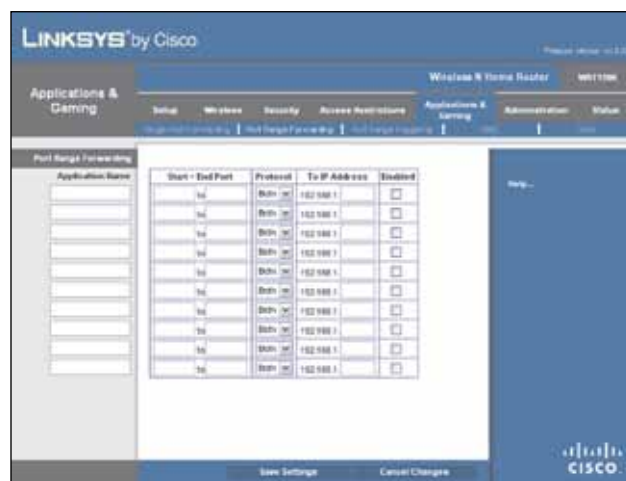 LINKSYS by Cisco
Wireless N Home Router
Applications & Gaming
Setup Wireless Security Access Restrictions Applications & Gaming Administration Status
Port Range Forwarding
Port Range Forwarding
Application Name Start ~ End Port Protocol To IP Address Enabled
to Both 192.168.1.
to Both 192.168.1.
to Both 192.168.1.
to Both 192.168.1.
to Both 192.168.1.
to Both 192.168.1.
to Both 192.168.1.
to Both 192.168.1.
to Both 192.168.1.
to Both 192.168.1.
Help...
Save Settings Cancel Changes
CISCO.